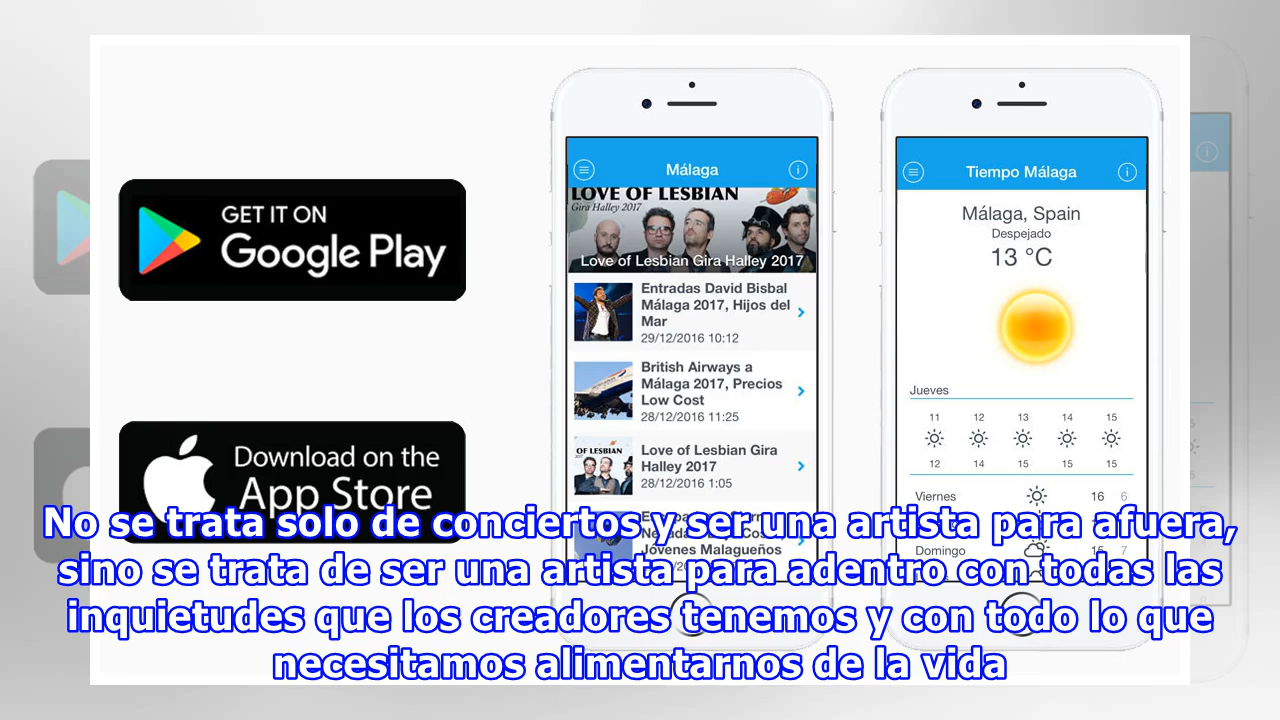 GET IT ON
Google Play
Download on the
App Store
Málaga
LOVE OF LESBIAN
Gira Halley 2017
Love of Lesbian Gira Halley 2017
Entradas David Bisbal
Málaga 2017, Hijos del
Mar
29/12/2016 10:12
British Airways a
Málaga 2017, Precios
Low Cost
28/12/2016 11:25
OF LESBIAN
Love of Lesbian Gira
Halley 2017
28/12/2016 1:05
Jóvenes Malagueños
Tiempo Málaga
Málaga, Spain
Despejado
13 °C
Jueves
11 12 13 14 15
12 14 15 15 15
Viernes 16 6
Domingo 15 7
No se trata solo de conciertos y ser una artista para afuera,
sino se trata de ser una artista para adentro con todas las
inquietudes que los creadores tenemos y con todo lo que
necesitamos alimentarnos de la vida